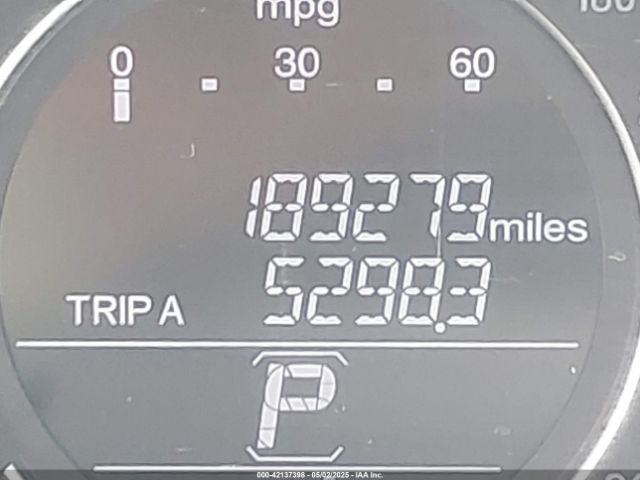 mpg
0 30 60
189279 miles
TRIP A 5298.3
P
000-42137398 - 05/02/2025 - IAA Inc.